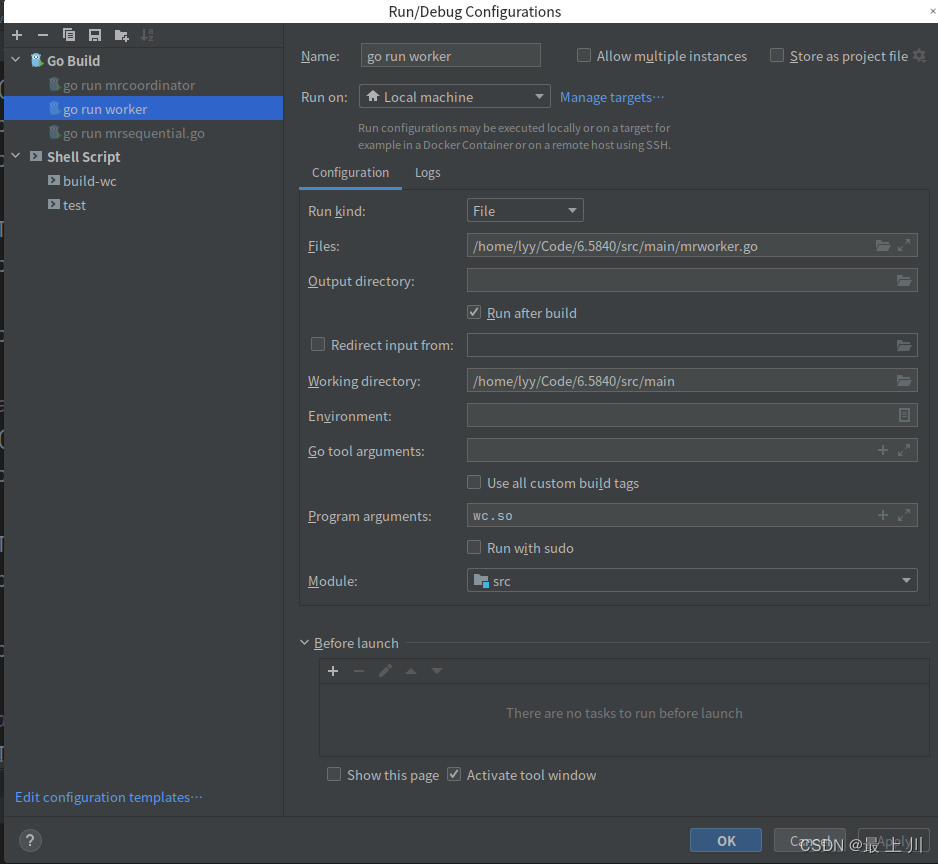 Run/Debug Configurations
Go Build
go run mrcoordinator
go run worker
go run mrsequential.go
Shell Script
build-wc
test
Edit configuration templates...
Name: go run worker
Allow multiple instances
Store as project file
Run on: Local machine
Manage targets...
Run configurations may be executed locally or on a target: for
example in a Docker Container or on a remote host using SSH.
Configuration Logs
Run kind: File
Files: /home/lyy/Code/6.5840/src/main/mrworker.go
Output directory:
Run after build
Redirect input from:
Working directory: /home/lyy/Code/6.5840/src/main
Environment:
Go tool arguments:
Use all custom build tags
Program arguments: wc.so
Run with sudo
Module: src
Before launch
There are no tasks to run before launch
Show this page Activate tool window
? OK Cancel Apply
CSDN @最上川